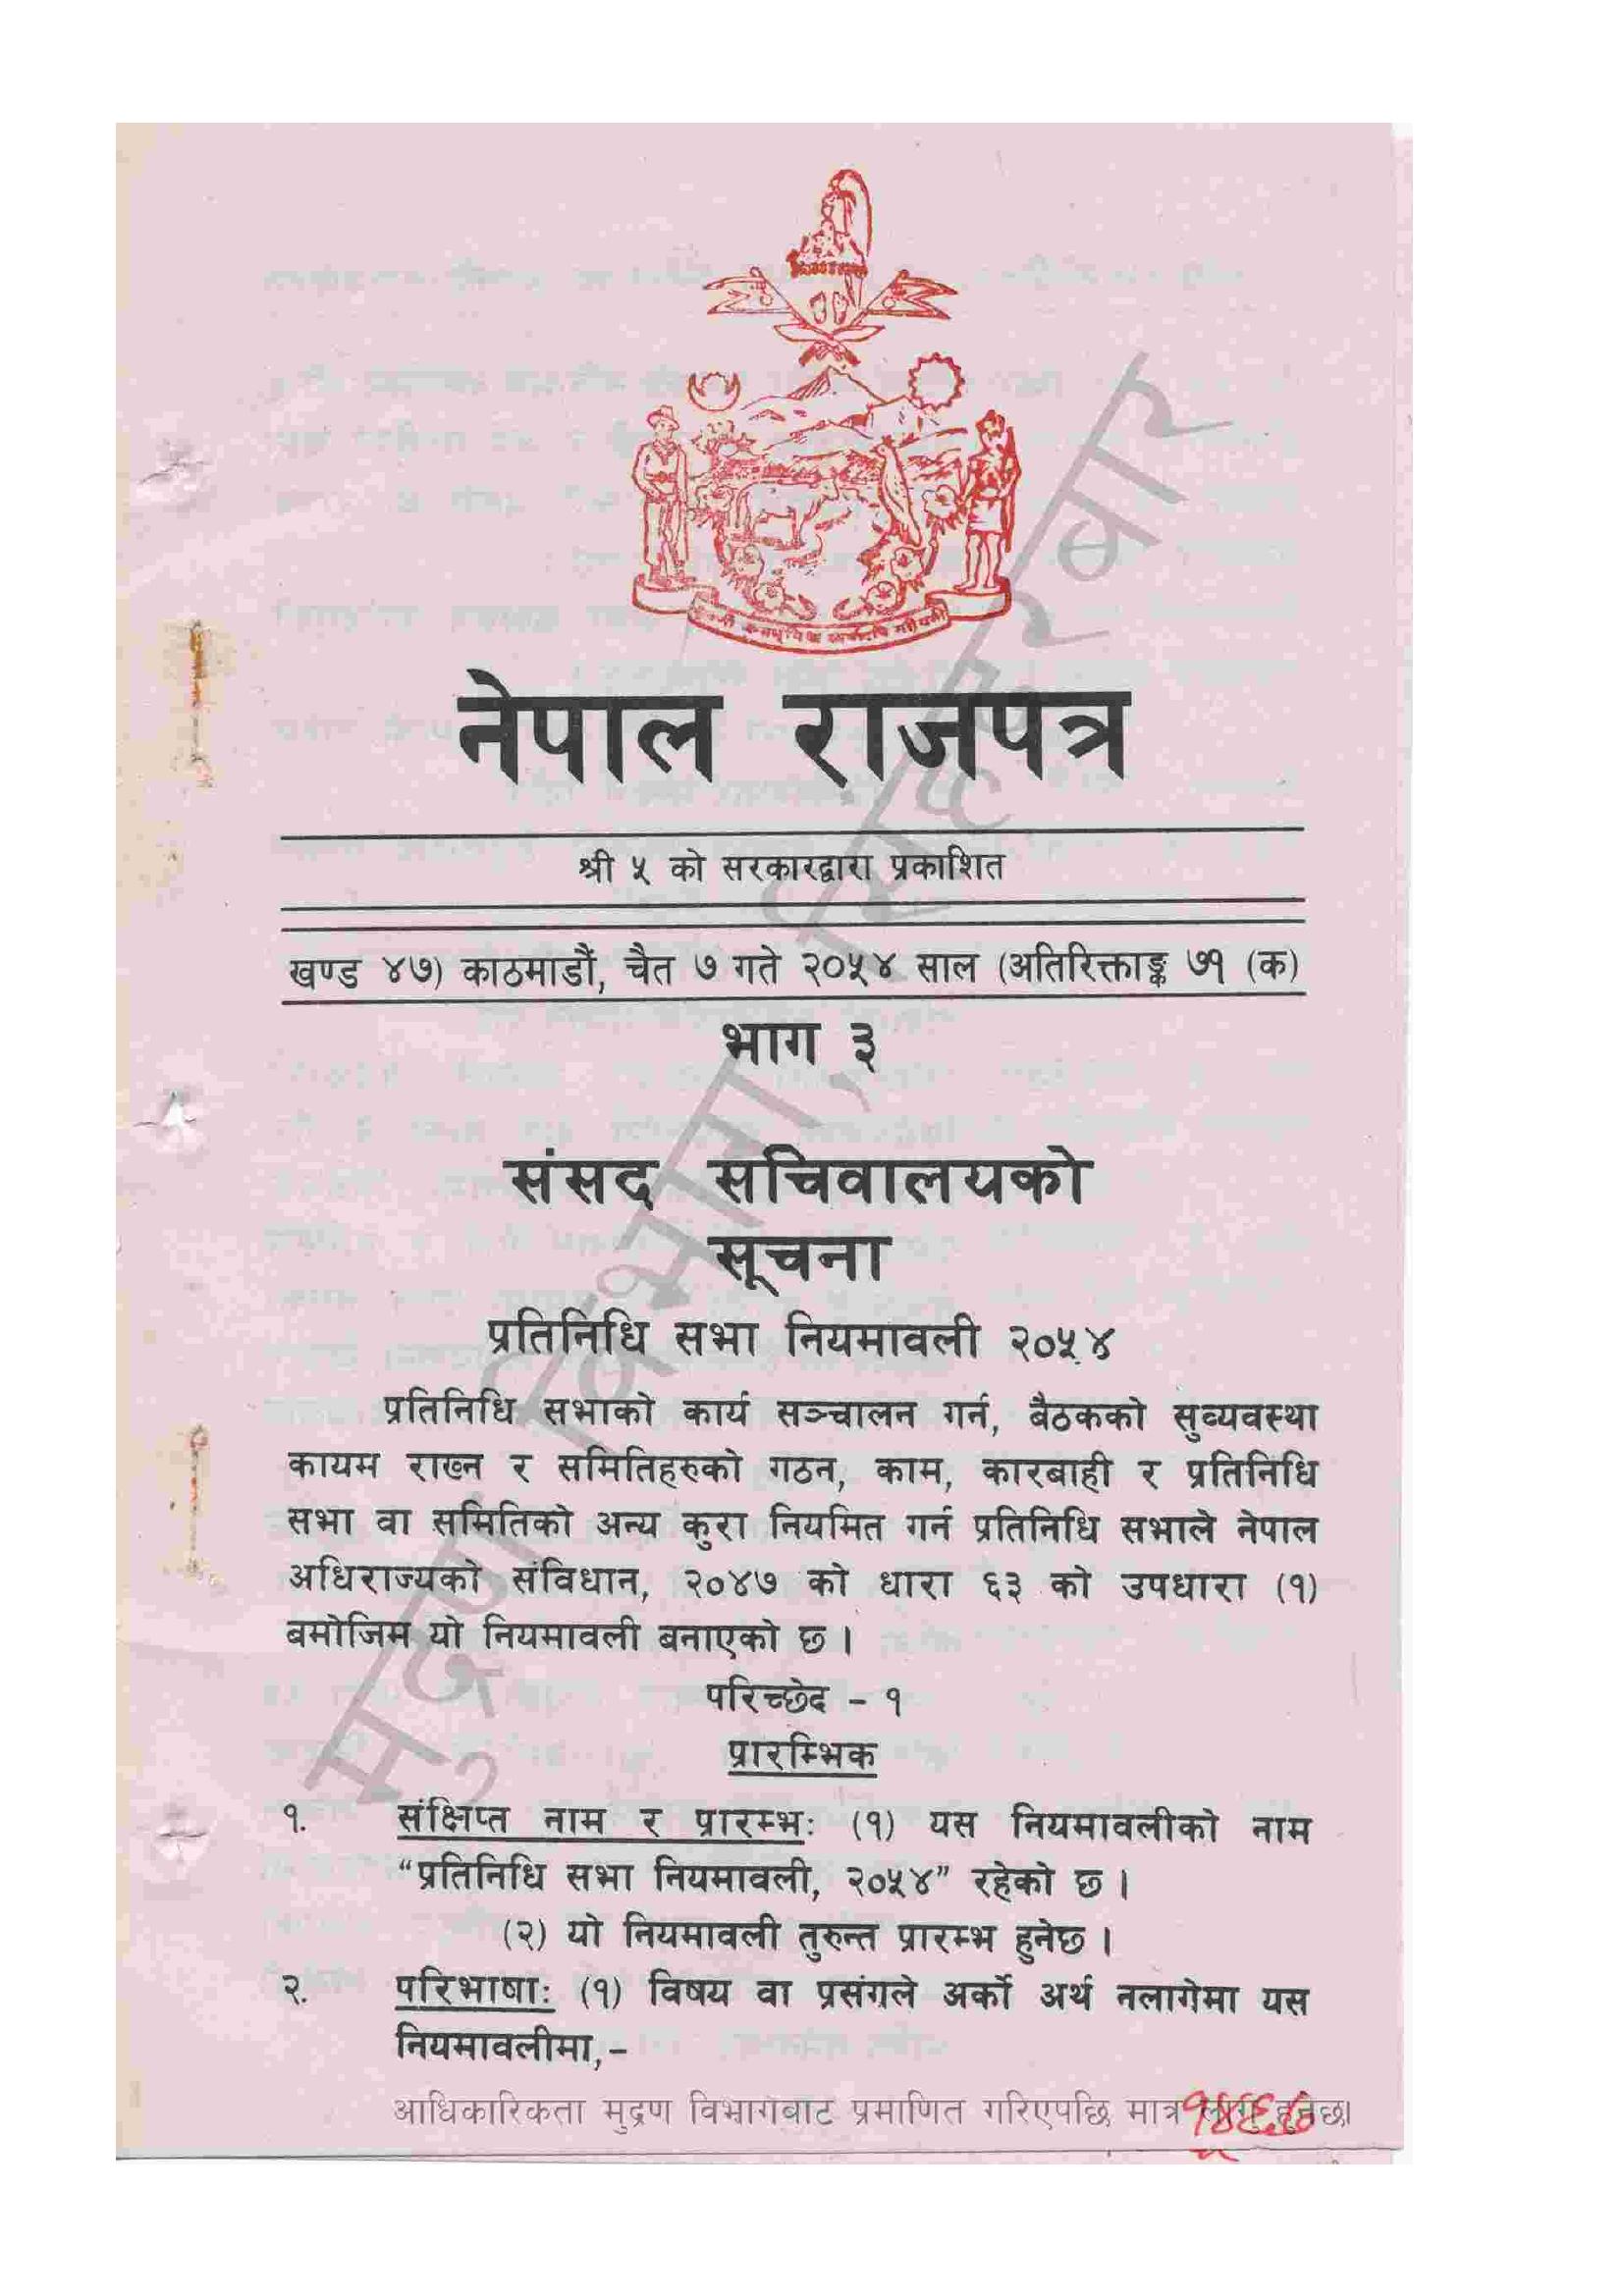 नेपाल राजपत्र
श्री ५ को सरकारद्वारा प्रकाशित
खण्ड ४७) काठमाडौं, चैत ७ गते २०५४ साल (अतिरिक्ताङ्क ७१ (क)
भाग ३
संसद सचिवालयको
सूचना
प्रतिनिधि सभा नियमावली २०५४
प्रतिनिधि सभाको कार्य सञ्चालन गर्न, बैठकको सुव्यवस्था
कायम राख्न र समितिहरुको गठन, काम, कारबाही र प्रतिनिधि
सभा वा समितिको अन्य कुरा नियमित गर्न प्रतिनिधि सभाले नेपाल
अधिराज्यको संविधान, २०४७ को धारा ६३ को उपधारा (१)
बमोजिम यो नियमावली बनाएको छ ।
परिच्छेद - १
प्रारम्भिक
१. संक्षिप्त नाम र प्रारम्भः (१) यस नियमावलीको नाम
“प्रतिनिधि सभा नियमावली, २०५४” रहेको छ ।
(२) यो नियमावली तुरुन्त प्रारम्भ हुनेछ ।
२. परिभाषाः (१) विषय वा प्रसंगले अर्को अर्थ नलागेमा यस
नियमावलीमा,-
आधिकारिकता मुद्रण विभागबाट प्रमाणित गरिएपछि मात्र लागु हुनेछ।
मुद्रण विभाग, सिंहदरबार